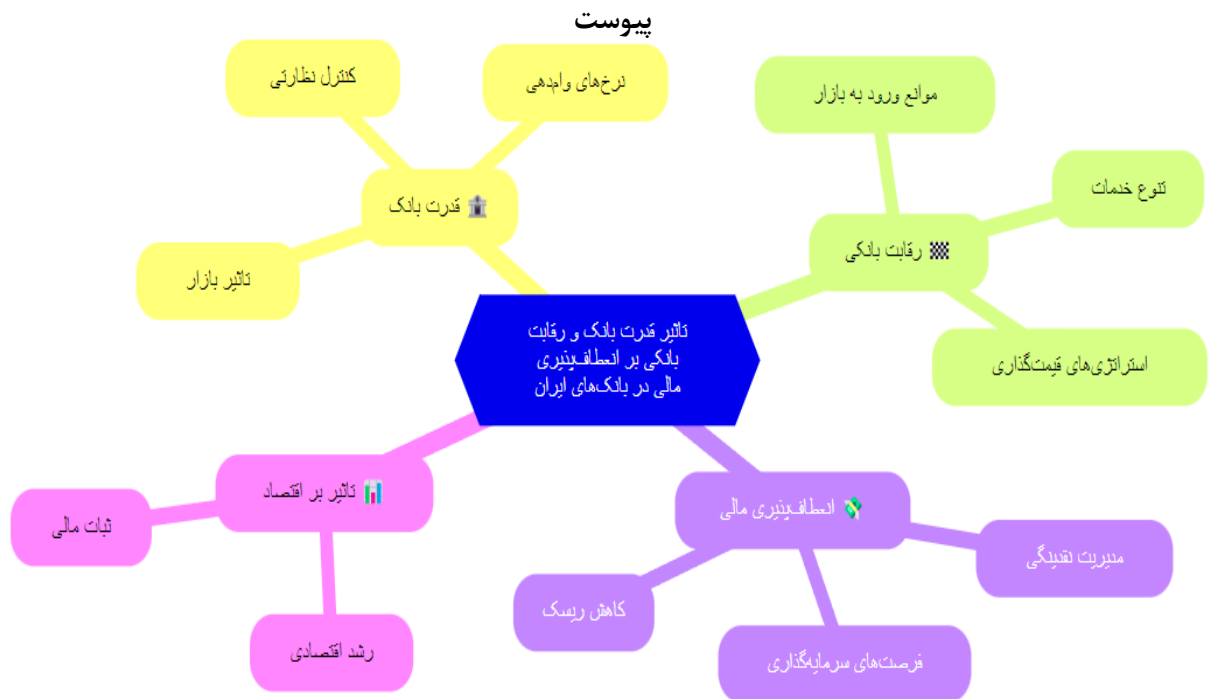 پیوست
کنترل نظارتی
نرخ‌های وام‌دهی
🏦 قدرت بانک
تاثیر بازار
موانع ورود به بازار
تنوع خدمات
🏁 رقابت بانکی
استراتژی‌های قیمت‌گذاری
تاثیر قدرت بانک و رقابت
بانکی بر انعطاف‌پذیری
مالی در بانک‌های ایران
📊 تاثیر بر اقتصاد
ثبات مالی
رشد اقتصادی
💸 انعطاف‌پذیری مالی
مدیریت نقدینگی
کاهش ریسک
فرصت‌های سرمایه‌گذاری